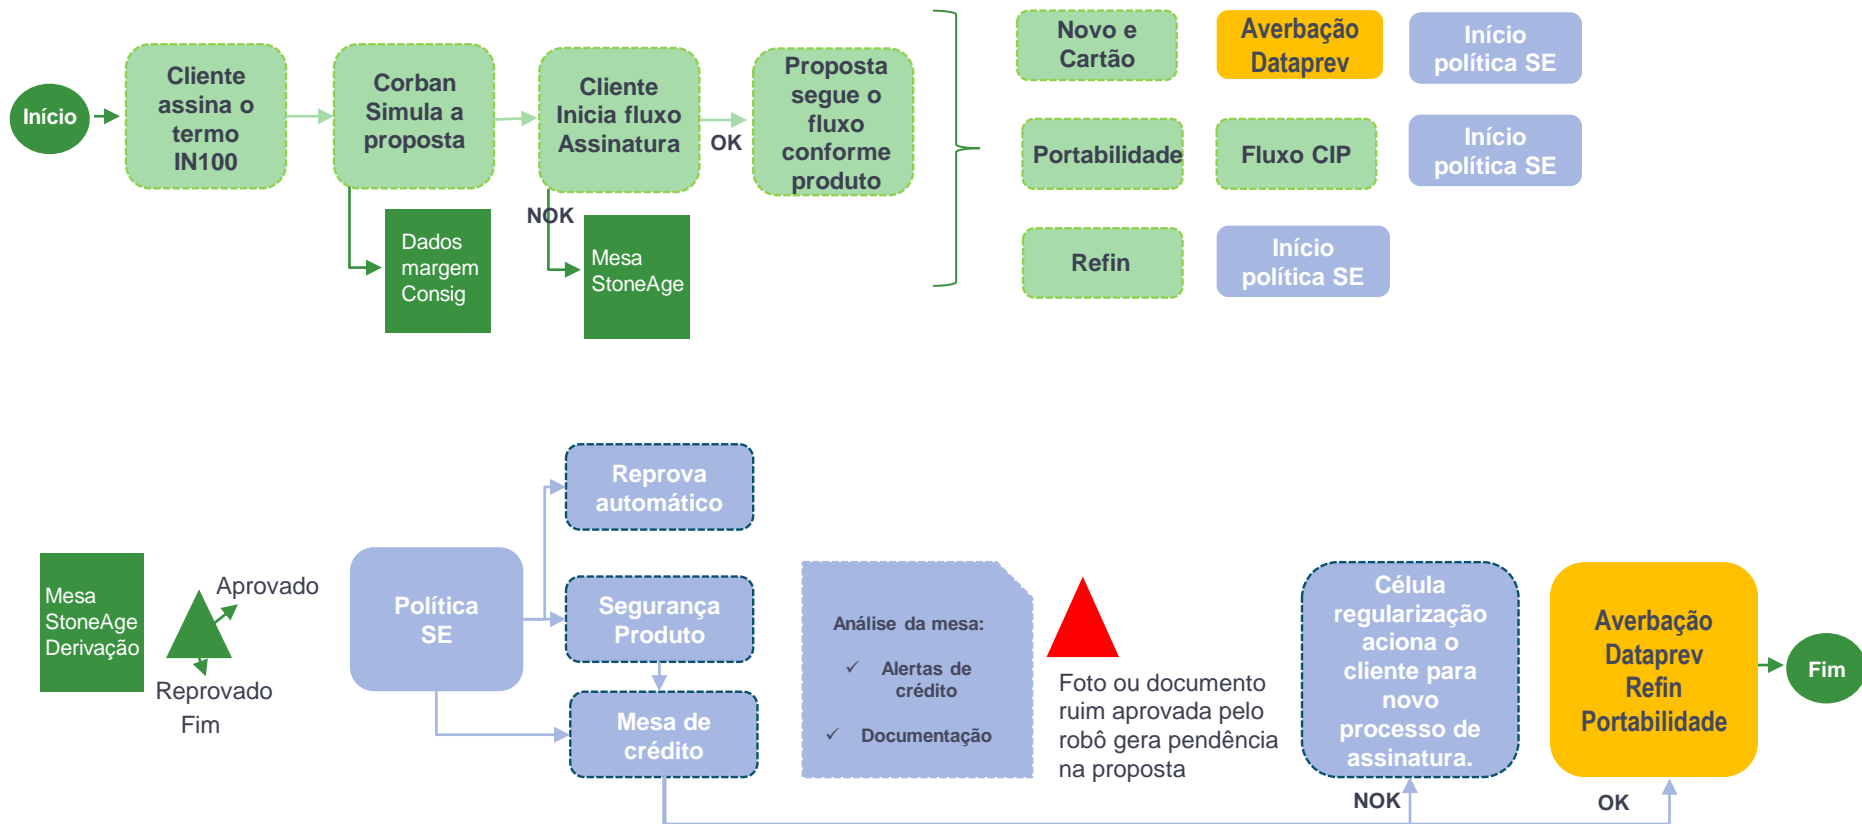 Início
Cliente
assina o
termo
IN100
Corban
Simula a
proposta
Cliente
Inicia fluxo
Assinatura
OK
Proposta
segue o
fluxo
conforme
produto
NOK
Dados
margem
Consig
Mesa
StoneAge
Novo e
Cartão
Averbação
Dataprev
Início
política SE
Portabilidade
Fluxo CIP
Início
política SE
Refin
Início
política SE
Mesa
StoneAge
Derivação
Aprovado
Reprovado
Fim
Política
SE
Reprova
automático
Segurança
Produto
Mesa de
crédito
Análise da mesa:
✓ Alertas de
crédito
✓ Documentação
Foto ou documento
ruim aprovada pelo
robô gera pendência
na proposta
Célula
regularização
aciona o
cliente para
novo
processo de
assinatura.
NOK
Averbação
Dataprev
Refin
Portabilidade
OK
Fim